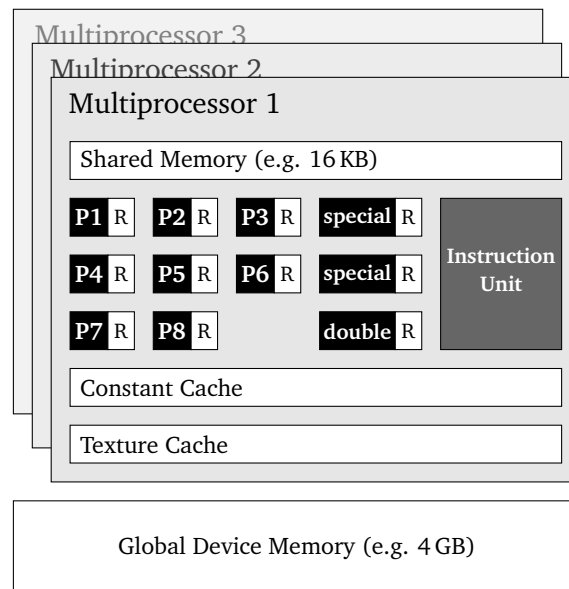 Multiprocessor 3
Multiprocessor 2
Multiprocessor 1
Shared Memory (e.g. 16 KB)
P1 R P2 R P3 R special R
P4 R P5 R P6 R special R
Instruction
Unit
P7 R P8 R double R
Constant Cache
Texture Cache
Global Device Memory (e.g. 4 GB)